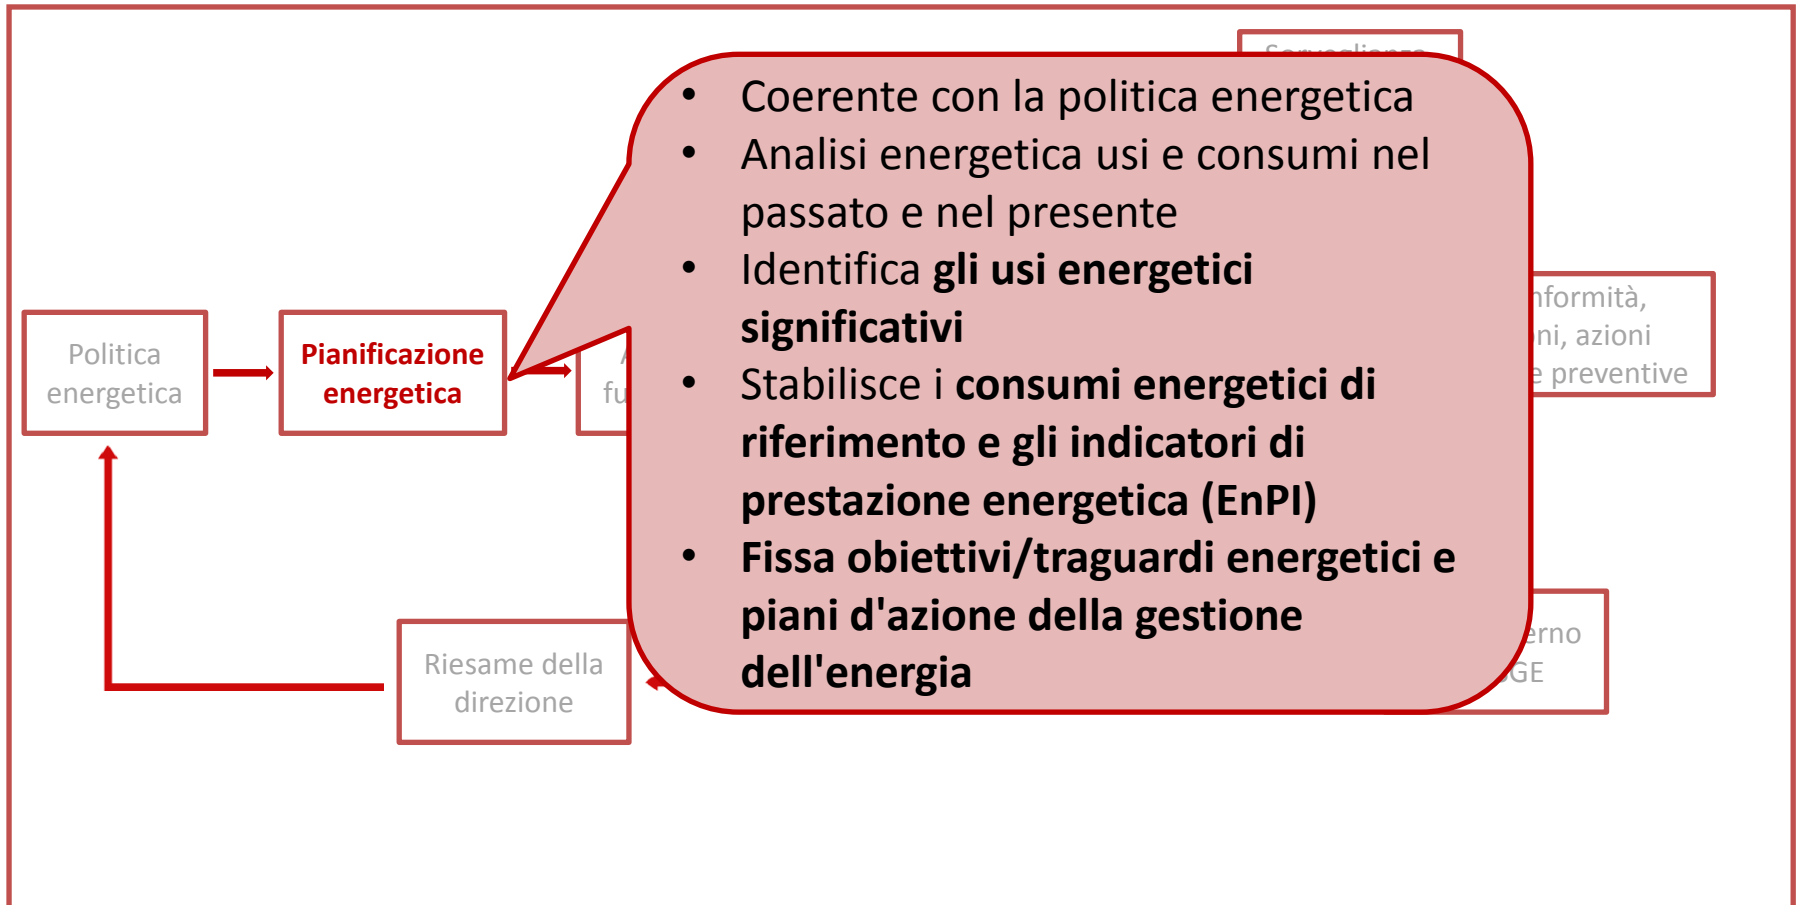 • Coerente con la politica energetica
• Analisi energetica usi e consumi nel
passato e nel presente
• Identifica gli usi energetici
significativi
• Stabilisce i consumi energetici di
riferimento e gli indicatori di
prestazione energetica (EnPI)
• Fissa obiettivi/traguardi energetici e
piani d'azione della gestione
dell'energia
Politica
energetica
Pianificazione
energetica
azioni
e preventive
Riesame della
direzione